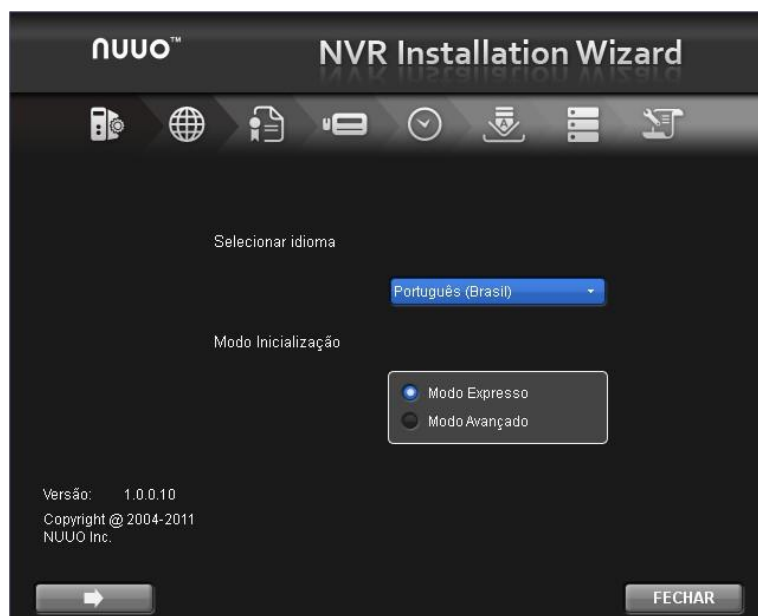 nuuo™
NVR Installation Wizard
Selecionar idioma
Português (Brasil)
Modo Inicialização
Modo Expresso
Modo Avançado
Versão: 1.0.0.10
Copyright @ 2004-2011
NUUO Inc.
FECHAR